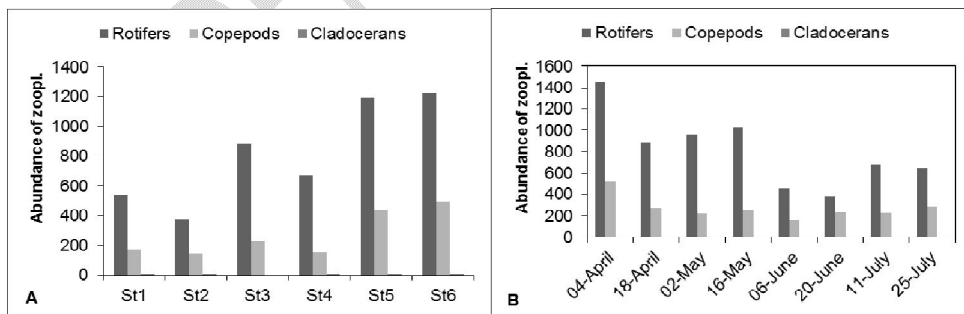 Rotifers Copepods Cladocerans
Abundance of zoopl.
1400
1200
1000
800
600
400
200
0
St1 St2 St3 St4 St5 St6
A
Rotifers Copepods Cladocerans
Abundance of zoopl.
1600
1400
1200
1000
800
600
400
200
0
04-April 18-April 02-May 16-May 06-June 20-June 11-July 25-July
B